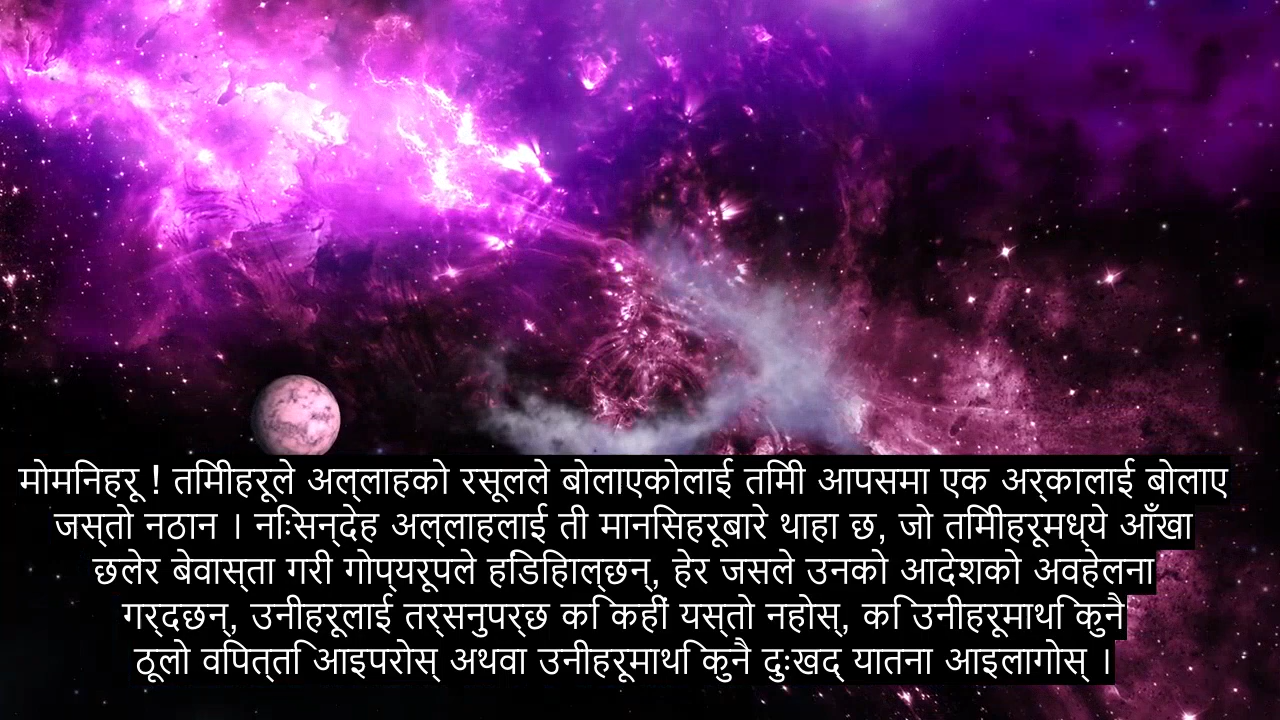 मोमिनहरू ! तिमीहरूले अल्लाहको रसूलले बोलाएकोलाई तिमी आपसमा एक अर्कालाई बोलाए
जस्तो नठान । निःसन्देह अल्लाहलाई ती मानिसहरूबारे थाहा छ, जो तिमीहरूमध्ये आँखा
छलेर बेवास्ता गरी गोप्यरूपले हिंडिहाल्छन्, हेर जसले उनको आदेशको अवहेलना
गर्दछन्, उनीहरूलाई तर्सनुपर्छ कि कहीं यस्तो नहोस्, कि उनीहरूमाथि कुनै
ठूलो विपत्ति आइपरोस् अथवा उनीहरूमाथि कुनै दुःखद् यातना आइलागोस् ।